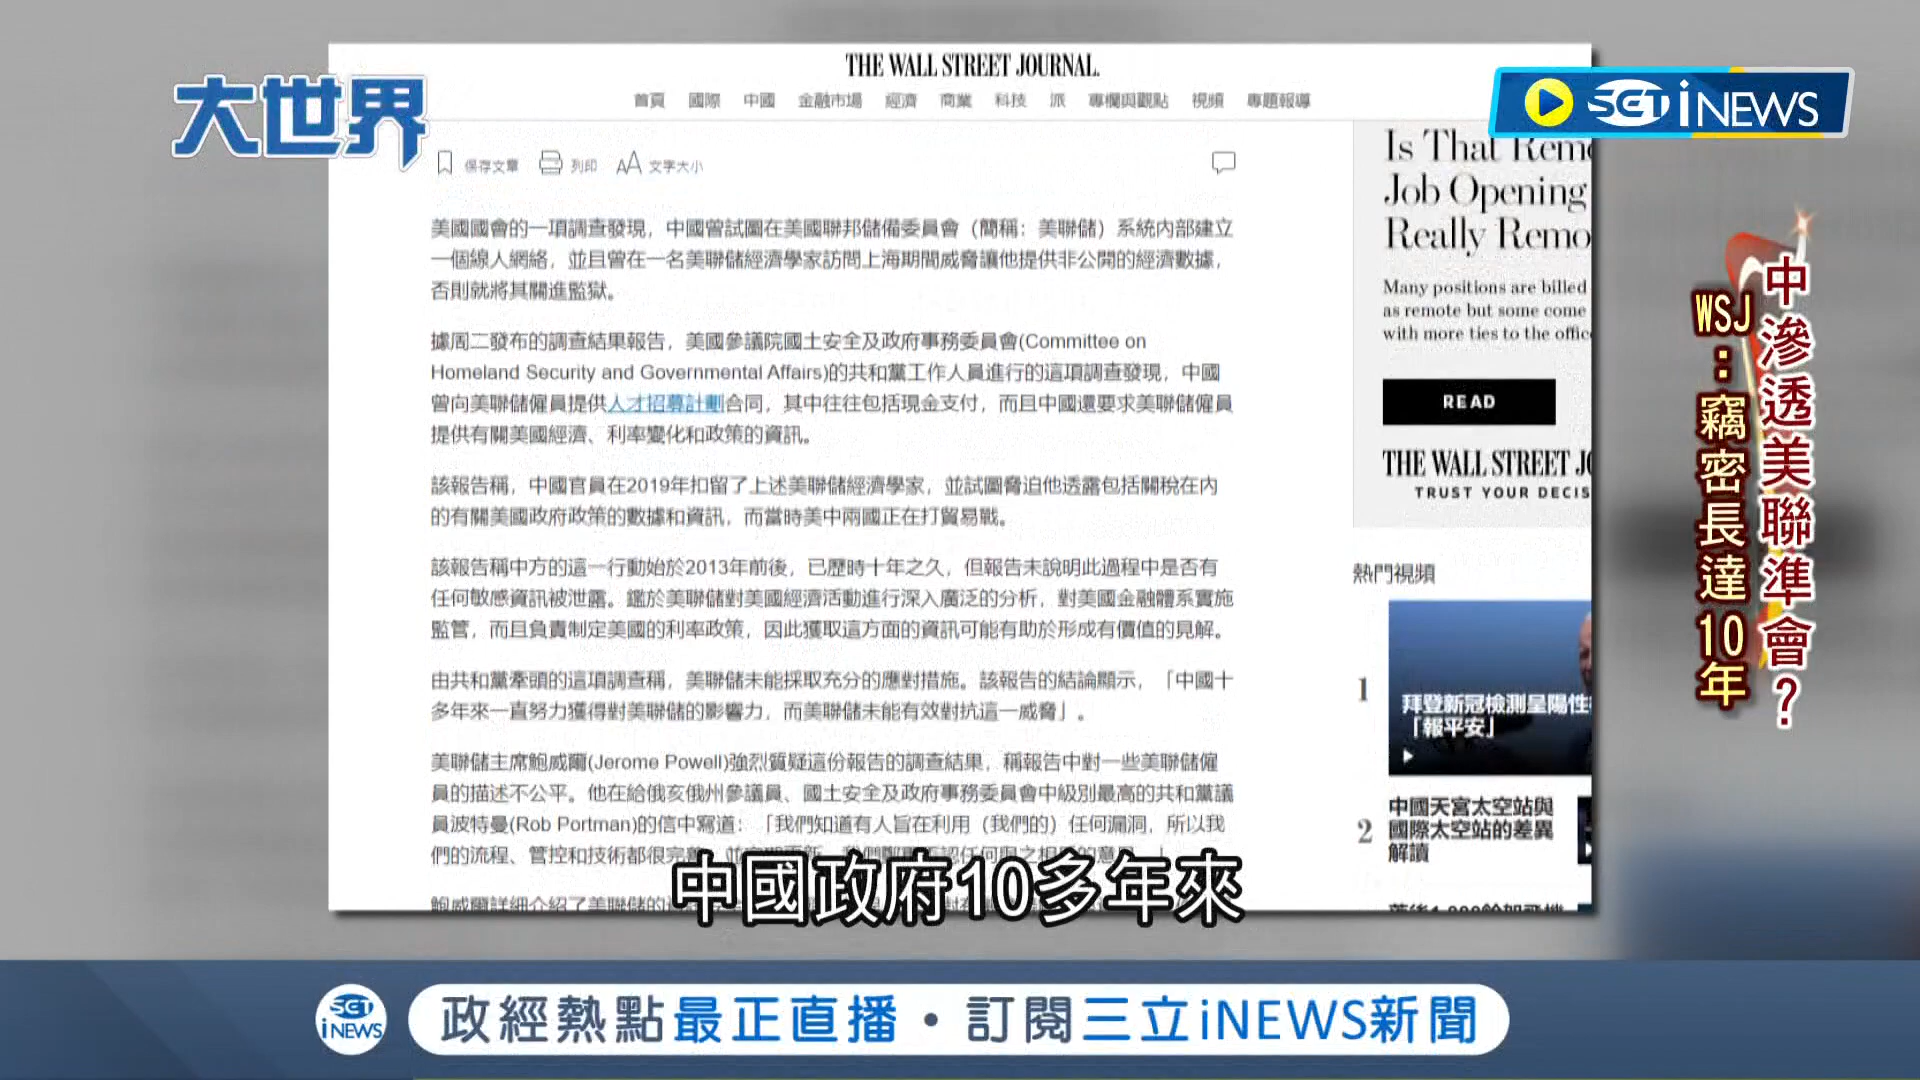 THE WALL STREET JOURNAL.
首頁 國際 中國 金融市場 經濟 商業 科技 派 專欄與觀點 視頻 專題報導
大世界
SET iNEWS
保存文章 列印 AA 文字大小
美國國會的一項調查發現，中國曾試圖在美國聯邦儲備委員會（簡稱：美聯儲）系統內部建立
一個線人網絡，並且曾在一名美聯儲經濟學家訪問上海期間威脅讓他提供非公開的經濟數據，
否則就將其關進監獄。
據周二發布的調查結果報告，美國參議院國土安全及政府事務委員會(Committee on
Homeland Security and Governmental Affairs)的共和黨工作人員進行的這項調查發現，中國
曾向美聯儲僱員提供人才招募計劃合同，其中往往包括現金支付，而且中國還要求美聯儲僱員
提供有關美國經濟、利率變化和政策的資訊。
該報告稱，中國官員在2019年扣留了上述美聯儲經濟學家，並試圖脅迫他透露包括關稅在內
的有關美國政府政策的數據和資訊，而當時美中兩國正在打貿易戰。
該報告稱中方的這一行動始於2013年前後，已歷時十年之久，但報告未說明此過程中是否有
任何敏感資訊被泄露。鑑於美聯儲對美國經濟活動進行深入廣泛的分析，對美國金融體系實施
監管，而且負責制定美國的利率政策，因此獲取這方面的資訊可能有助於形成有價值的見解。
由共和黨牽頭的這項調查稱，美聯儲未能採取充分的應對措施。該報告的結論顯示，「中國十
多年來一直努力獲得對美聯儲的影響力，而美聯儲未能有效對抗這一威脅」。
美聯儲主席鮑威爾(Jerome Powell)強烈質疑這份報告的調查結果，稱報告中對一些美聯儲僱
員的描述不公平。他在給俄亥俄州參議員、國土安全及政府事務委員會中級別最高的共和黨議
員波特曼(Rob Portman)的信中寫道：「我們知道有人旨在利用（我們的）任何漏洞，所以我
們的流程、管控和技術都很完善
鮑威爾詳細介紹了美聯儲的
Is That Remo
Job Opening
Really Remo
Many positions are billed
as remote but some come
with more ties to the offic
READ
THE WALL STREET JO
TRUST YOUR DECIS
熱門視頻
1
拜登新冠檢測呈陽性
「報平安」
2
中國天宮太空站與
國際太空站的差異
解讀
中滲透美聯準會？
WSJ：竊密長達10年
中國政府10多年來
SET iNEWS
政經熱點最正直播・訂閱三立iNEWS新聞